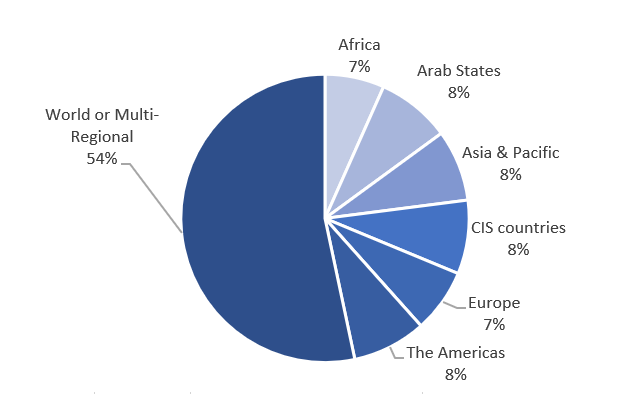 Africa
7%
Arab States
8%
World or Multi-
Regional
54%
Asia & Pacific
8%
CIS countries
8%
Europe
7%
The Americas
8%